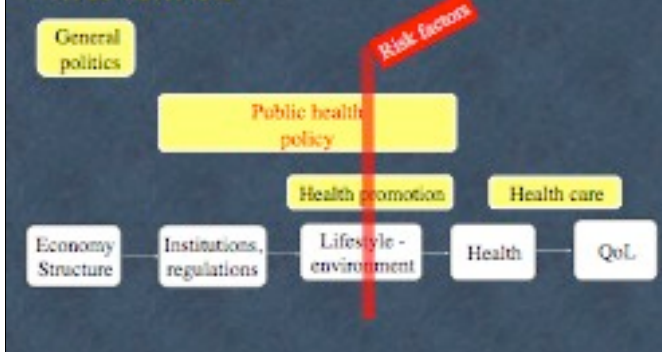 General
politics
Risk factors
Public health
policy
Health promotion
Health care
Economy
Structure
Institutions,
regulations
Lifestyle -
environment
Health
QoL